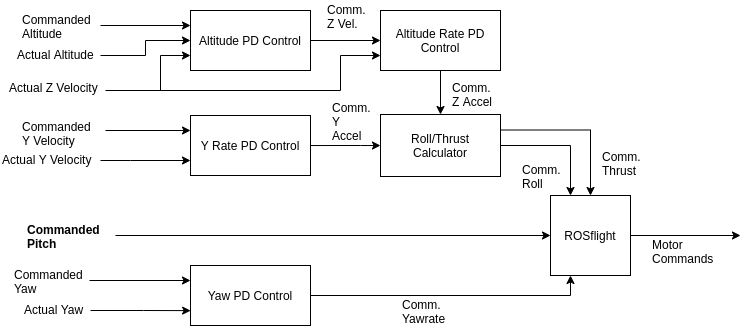 Commanded
Altitude
Actual Altitude
Actual Z Velocity
Altitude PD Control
Comm.
Z Vel.
Altitude Rate PD
Control
Comm.
Z Accel
Commanded
Y Velocity
Actual Y Velocity
Y Rate PD Control
Comm.
Y
Accel
Roll/Thrust
Calculator
Comm.
Roll
Comm.
Thrust
Commanded
Pitch
ROSflight
Motor
Commands
Commanded
Yaw
Actual Yaw
Yaw PD Control
Comm.
Yawrate